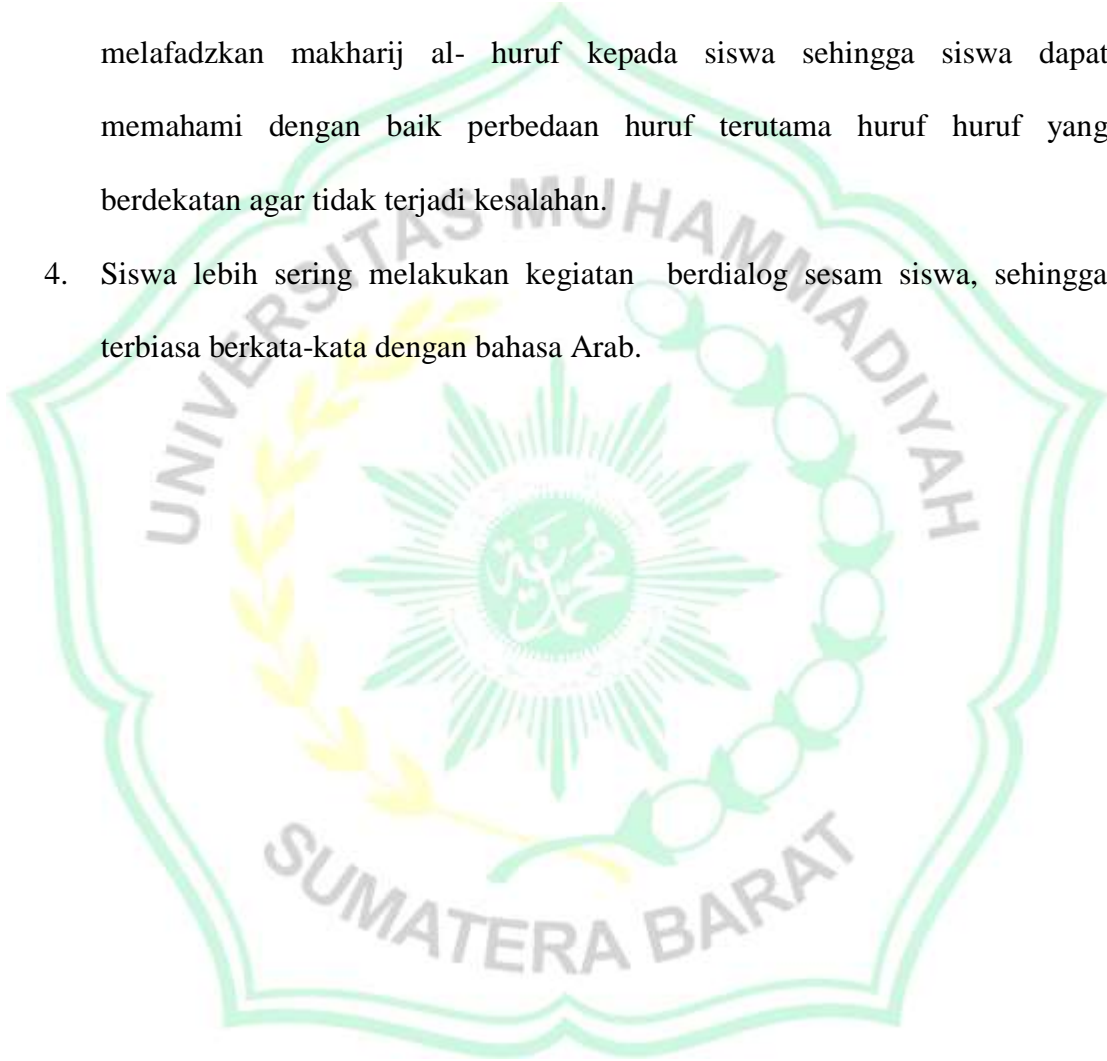 melafadzkan makharij al- huruf kepada siswa sehingga siswa dapat
memahami dengan baik perbedaan huruf terutama huruf huruf yang
berdekatan agar tidak terjadi kesalahan.
4. Siswa lebih sering melakukan kegiatan berdialog sesam siswa, sehingga
terbiasa berkata-kata dengan bahasa Arab.
UNIVERSITAS MUHAMMADIYAH
محمدية
SUMATERA BARAT